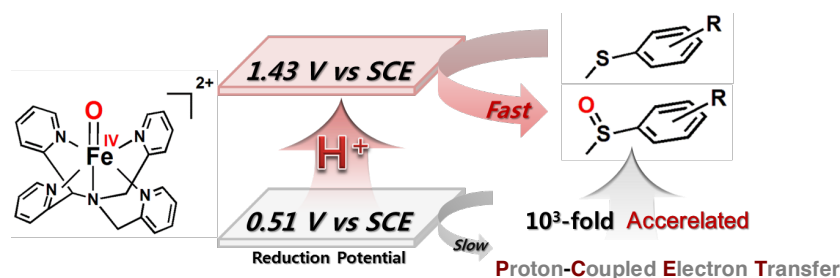 2+
O
IV
N
N
Fe
N
N
N
1.43 V vs SCE
H+
0.51 V vs SCE
Reduction Potential
Fast
Slow
S
R
O
S
R
10³-fold Accerelated
Proton-Coupled Electron Transfer